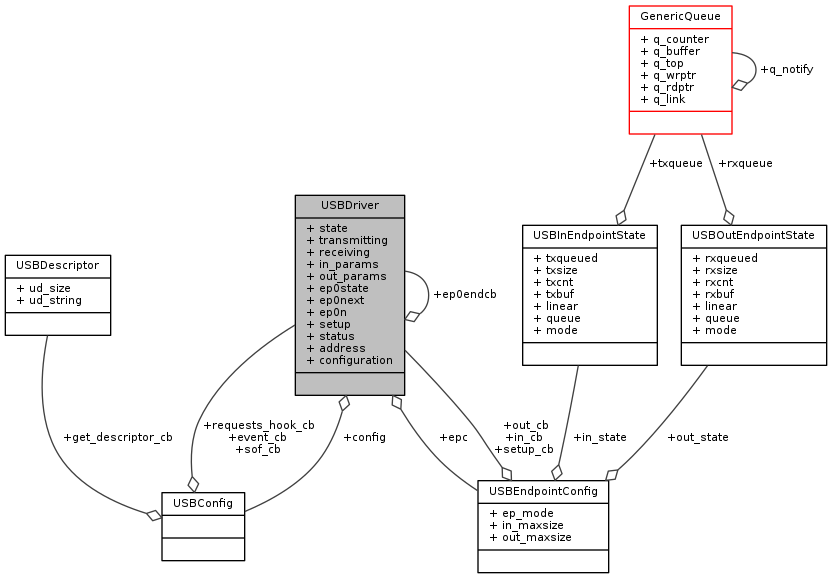 GenericQueue
+ q_counter
+ q_buffer
+ q_top
+ q_wrptr
+ q_rdptr
+ q_link
+q_notify
+txqueue
+rxqueue
USBDriver
+ state
+ transmitting
+ receiving
+ in_params
+ out_params
+ ep0state
+ ep0next
+ ep0n
+ setup
+ status
+ address
+ configuration
+ep0endcb
USBInEndpointState
+ txqueued
+ txsize
+ txcnt
+ txbuf
+ linear
+ queue
+ mode
USBOutEndpointState
+ rxqueued
+ rxsize
+ rxcnt
+ rxbuf
+ linear
+ queue
+ mode
USBDescriptor
+ ud_size
+ ud_string
+get_descriptor_cb
+requests_hook_cb
+event_cb
+sof_cb
+config
+epc
+out_cb
+in_cb
+setup_cb
+in_state
+out_state
USBConfig
USBEndpointConfig
+ ep_mode
+ in_maxsize
+ out_maxsize